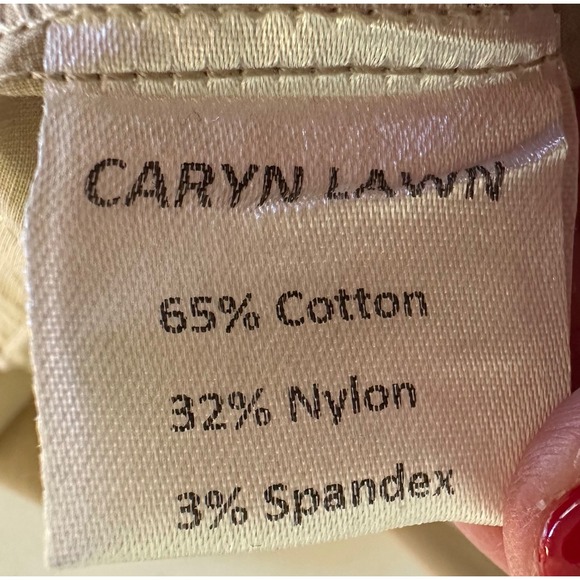 CARYN LAWN
65% Cotton
32% Nylon
3% Spandex